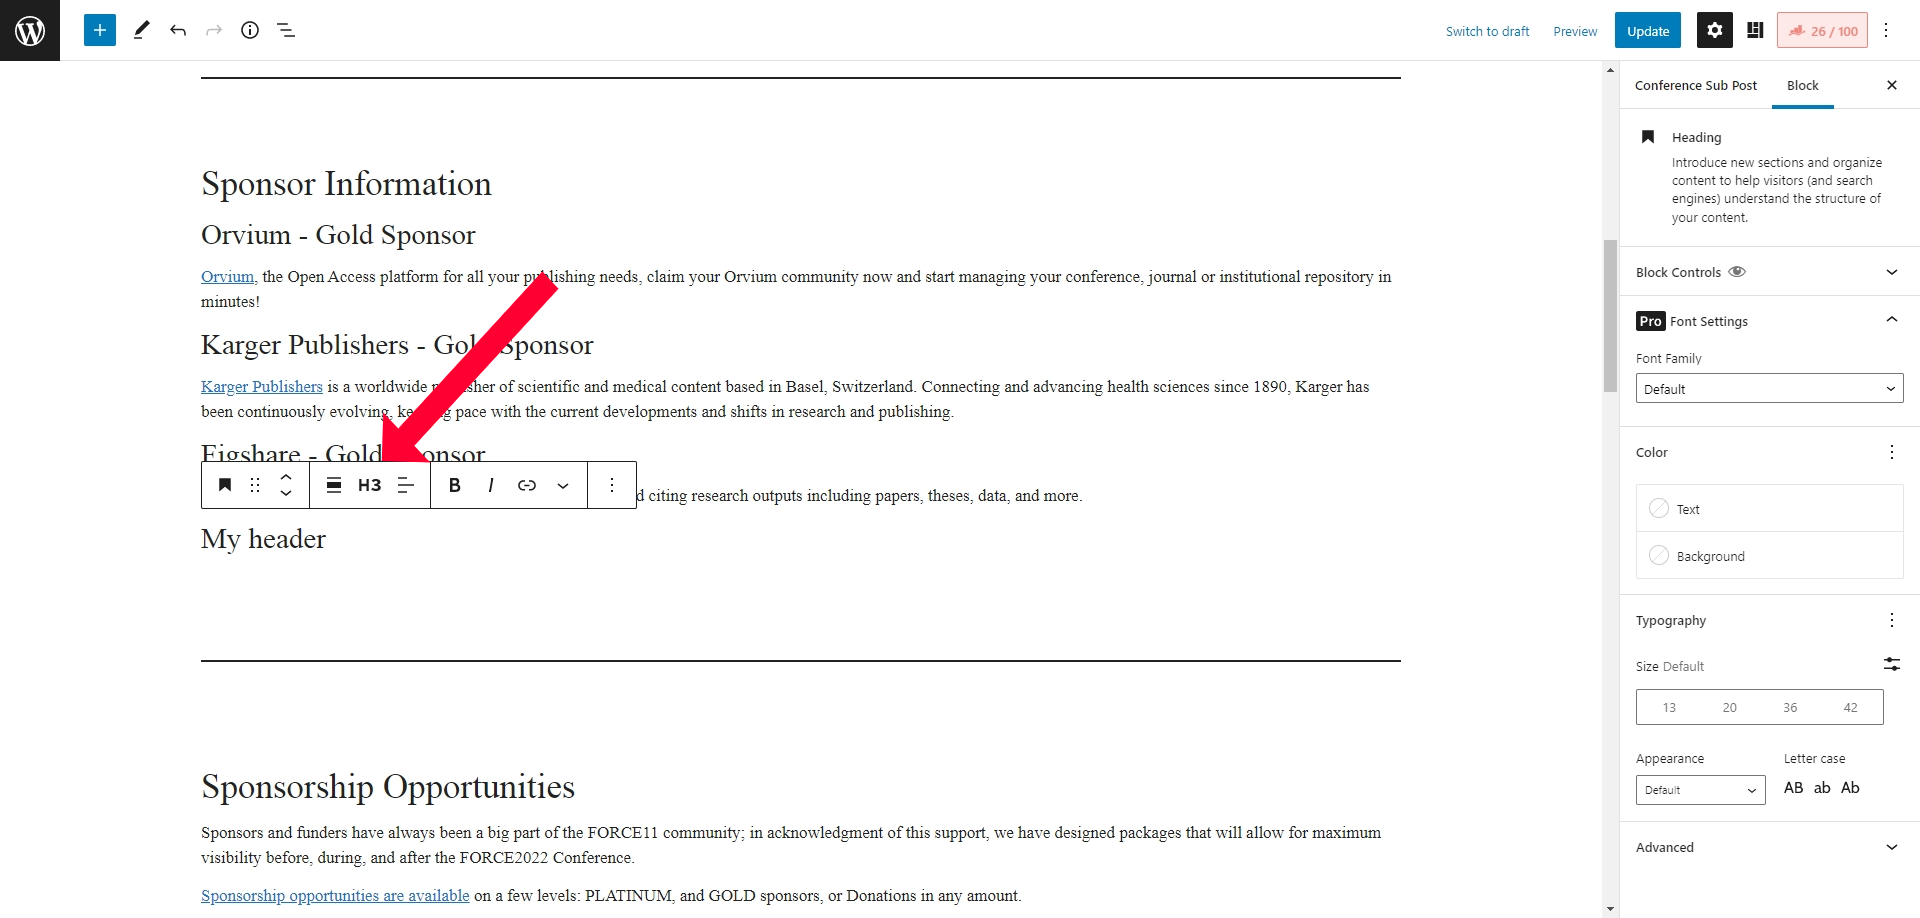 Switch to draft
Preview
Update
26 / 100
Conference Sub Post
Block
Sponsor Information
Orvium - Gold Sponsor
Orvium, the Open Access platform for all your publishing needs, claim your Orvium community now and start managing your conference, journal or institutional repository in
minutes!
Karger Publishers - Gold Sponsor
Karger Publishers is a worldwide publisher of scientific and medical content based in Basel, Switzerland. Connecting and advancing health sciences since 1890, Karger has
been continuously evolving, keeping pace with the current developments and shifts in research and publishing.
Figshare - Gold Sponsor
H3 B I
d citing research outputs including papers, theses, data, and more.
My header
Sponsorship Opportunities
Sponsors and funders have always been a big part of the FORCE11 community; in acknowledgment of this support, we have designed packages that will allow for maximum
visibility before, during, and after the FORCE2022 Conference.
Sponsorship opportunities are available on a few levels: PLATINUM, and GOLD sponsors, or Donations in any amount.
Heading
Introduce new sections and organize
content to help visitors (and search
engines) understand the structure of
your content.
Block Controls
Pro Font Settings
Font Family
Default
Color
Text
Background
Typography
Size Default
13 20 36 42
Appearance
Letter case
Default
AB ab Ab
Advanced